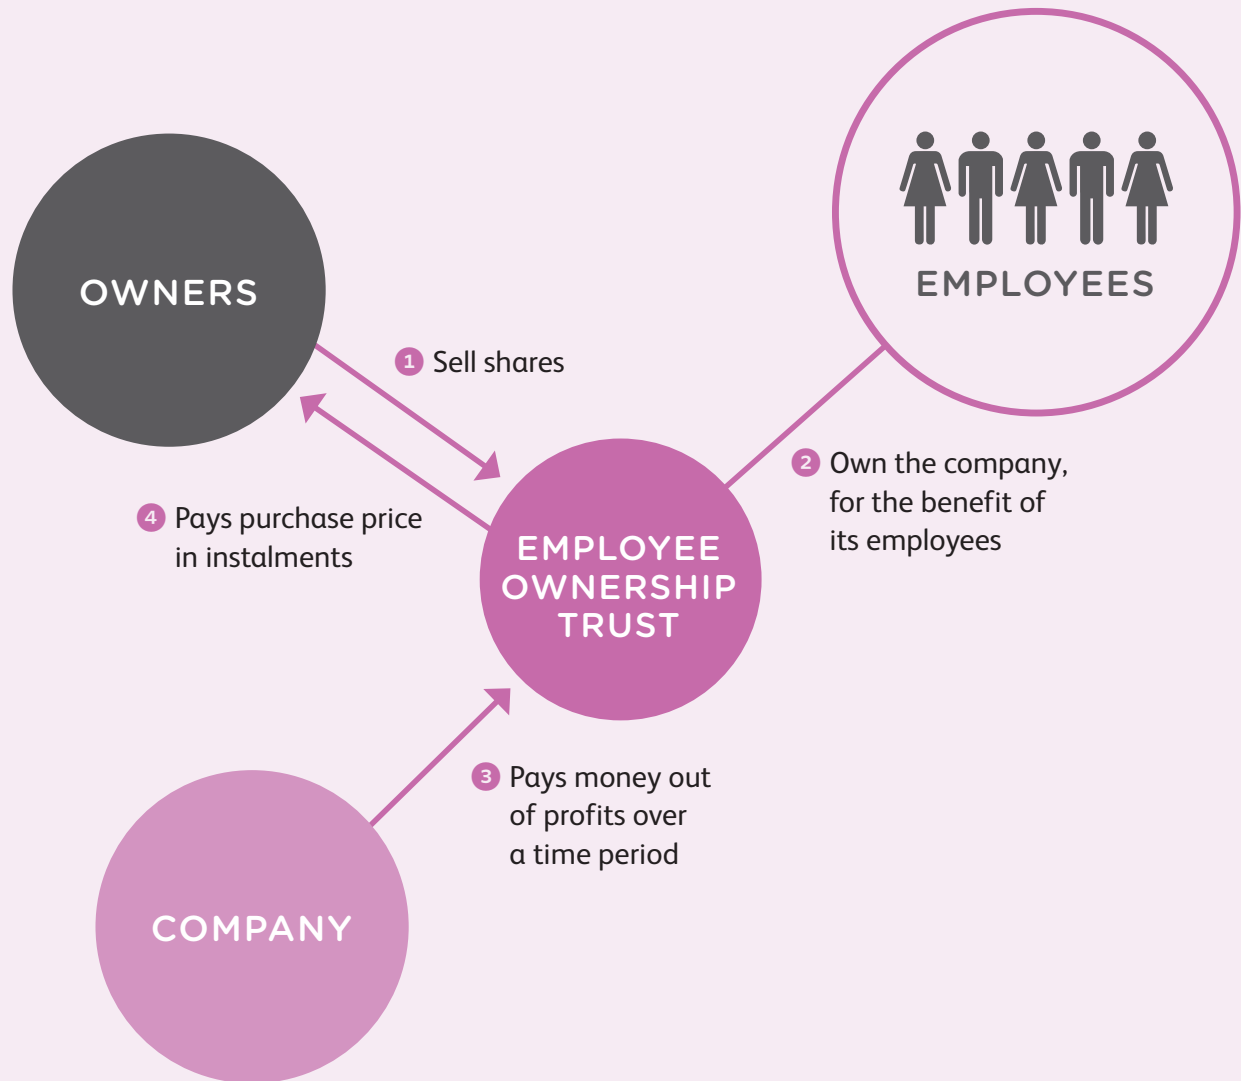 OWNERS
EMPLOYEES
1 Sell shares
2 Own the company,
for the benefit of
its employees
4 Pays purchase price
in instalments
EMPLOYEE
OWNERSHIP
TRUST
3 Pays money out
of profits over
a time period
COMPANY